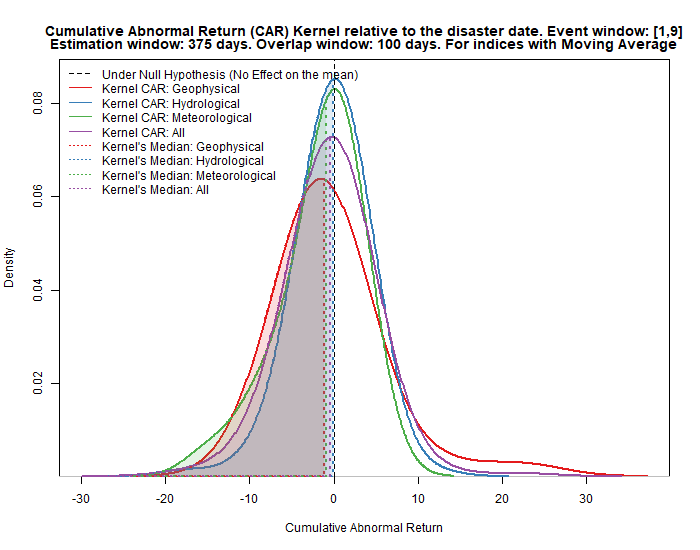 Cumulative Abnormal Return (CAR) Kernel relative to the disaster date. Event window: [1,9]
Estimation window: 375 days. Overlap window: 100 days. For indices with Moving Average
Under Null Hypothesis (No Effect on the mean)
Kernel CAR: Geophysical
Kernel CAR: Hydrological
Kernel CAR: Meteorological
Kernel CAR: All
Kernel's Median: Geophysical
Kernel's Median: Hydrological
Kernel's Median: Meteorological
Kernel's Median: All
Density
0.08
0.06
0.04
0.02
-30 -20 -10 0 10 20 30
Cumulative Abnormal Return